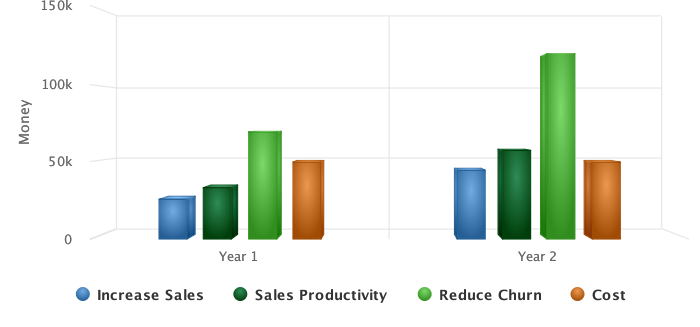 150k
100k
50k
0
Money
Year 1
Year 2
Increase Sales
Sales Productivity
Reduce Churn
Cost